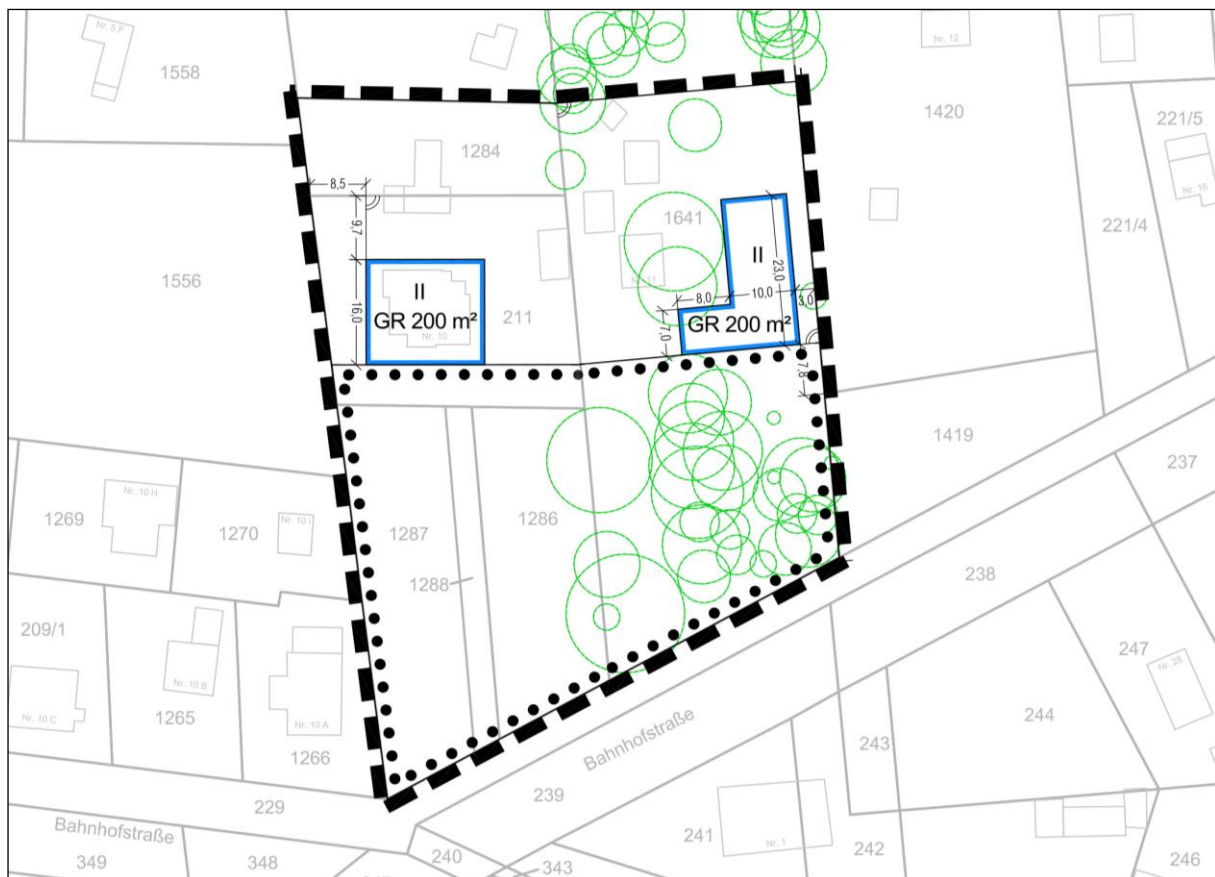 Nr. 5 F
Nr. 12
1558
1284
1420
221/5
Nr. 16
8,5
9,7
1641
221/4
1556
II
16,0
GR 200 m²
211
Nr. 10
Nr. 11
II
23,0
8,0
10,0
3,0
7,0
GR 200 m²
7,8
1419
237
Nr. 10 H
1269
1270
Nr. 10 I
1287
1286
1288
238
209/1
Nr. 10 B
Nr. 10 C
1265
Nr. 10 A
1266
247
Nr. 26
244
243
Bahnhofstraße
239
229
Bahnhofstraße
349
348
240
343
241
Nr. 1
242
246